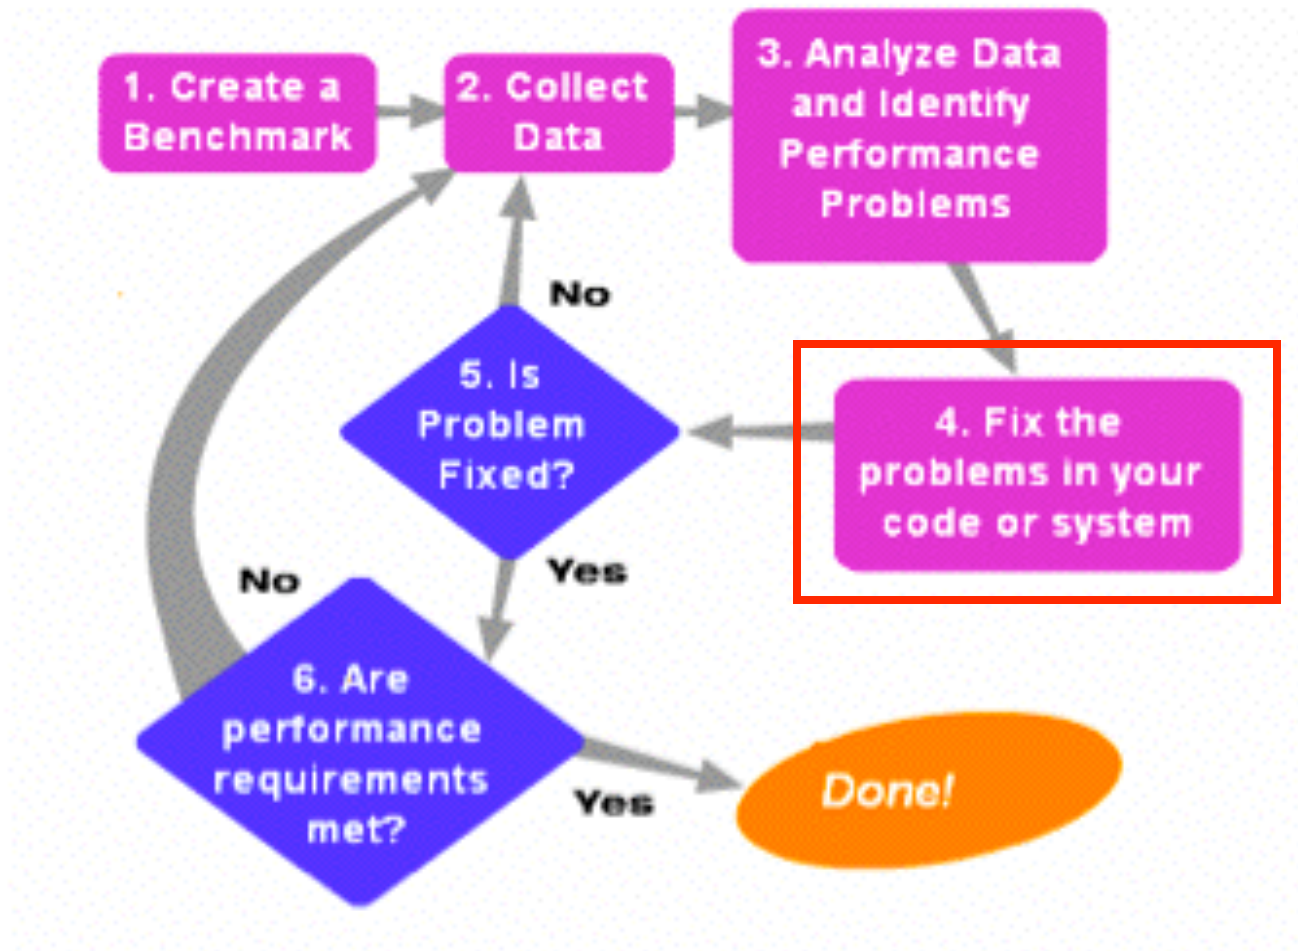 1. Create a
Benchmark
2. Collect
Data
3. Analyze Data
and Identify
Performance
Problems
4. Fix the
problems in your
code or system
5. Is
Problem
Fixed?
No
Yes
6. Are
performance
requirements
met?
No
Yes
Done!